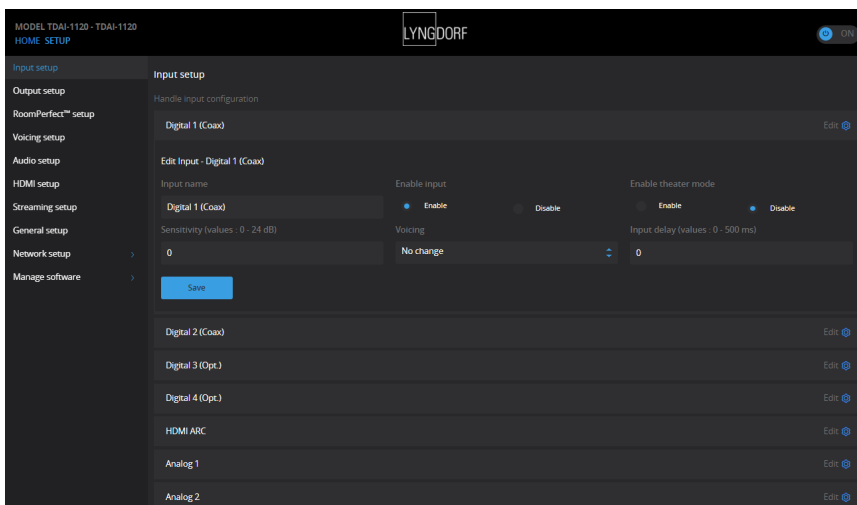 MODEL TDAI-1120 - TDAI-1120
HOME SETUP
LYNGDORF
ON
Input setup
Output setup
RoomPerfect™ setup
Voicing setup
Audio setup
HDMI setup
Streaming setup
General setup
Network setup
Manage software
Input setup
Handle input configuration
Digital 1 (Coax) Edit
Edit Input - Digital 1 (Coax)
Input name Enable input Enable theater mode
Digital 1 (Coax) Enable Disable Enable Disable
Sensitivity (values : 0 - 24 dB) Voicing Input delay (values : 0 - 500 ms)
0 No change 0
Save
Digital 2 (Coax) Edit
Digital 3 (Opt.) Edit
Digital 4 (Opt.) Edit
HDMI ARC Edit
Analog 1 Edit
Analog 2 Edit